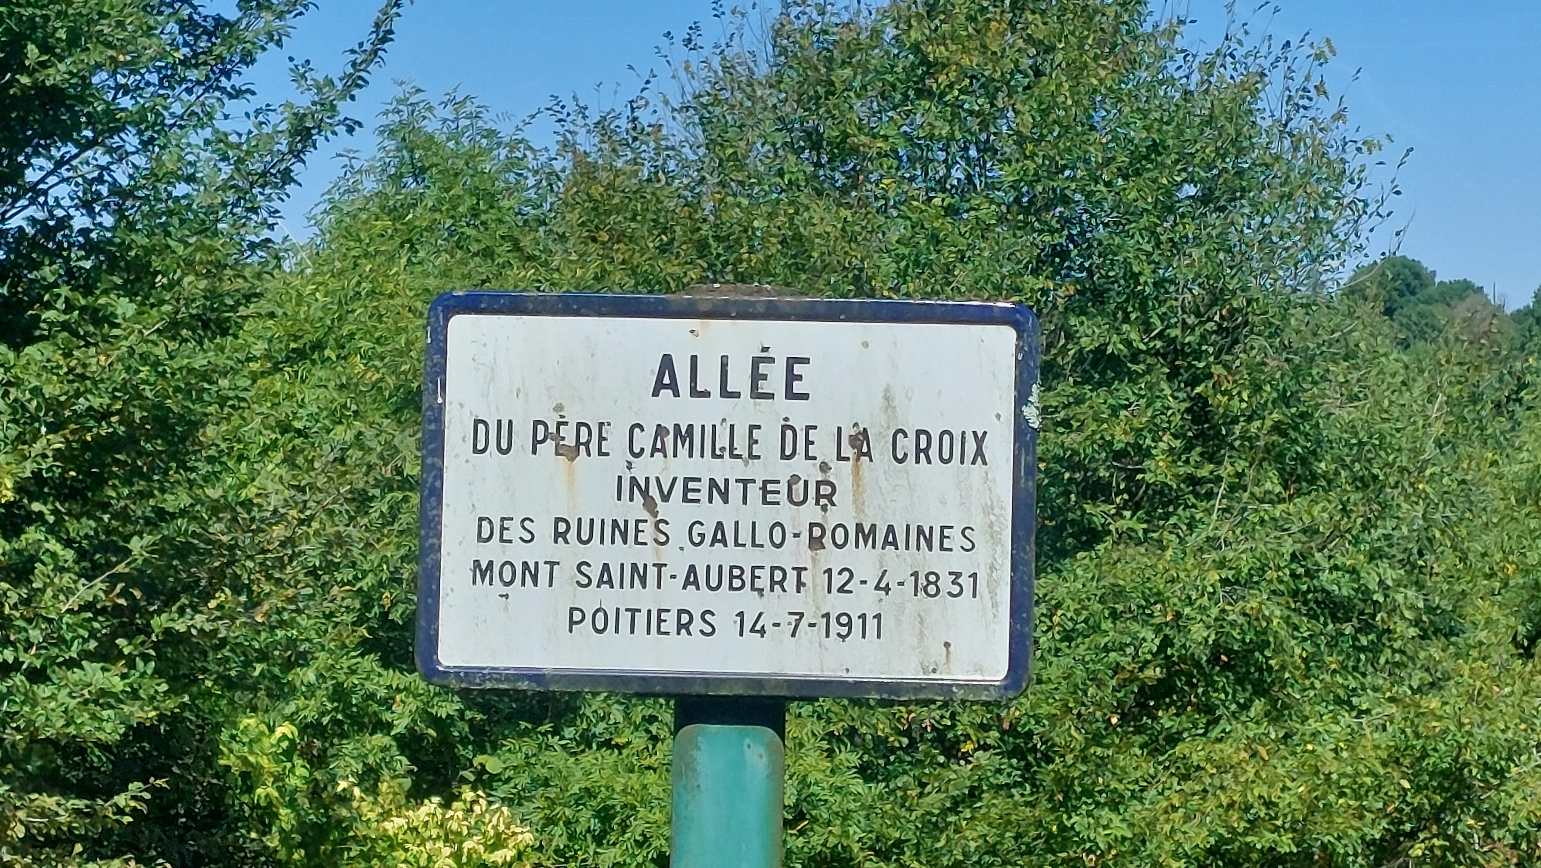 ALLÉE
DU PÈRE CAMILLE DE LA CROIX
INVENTEUR
DES RUINES GALLO-ROMAINES
MONT SAINT-AUBERT 12-4-1831
POITIERS 14-7-1911